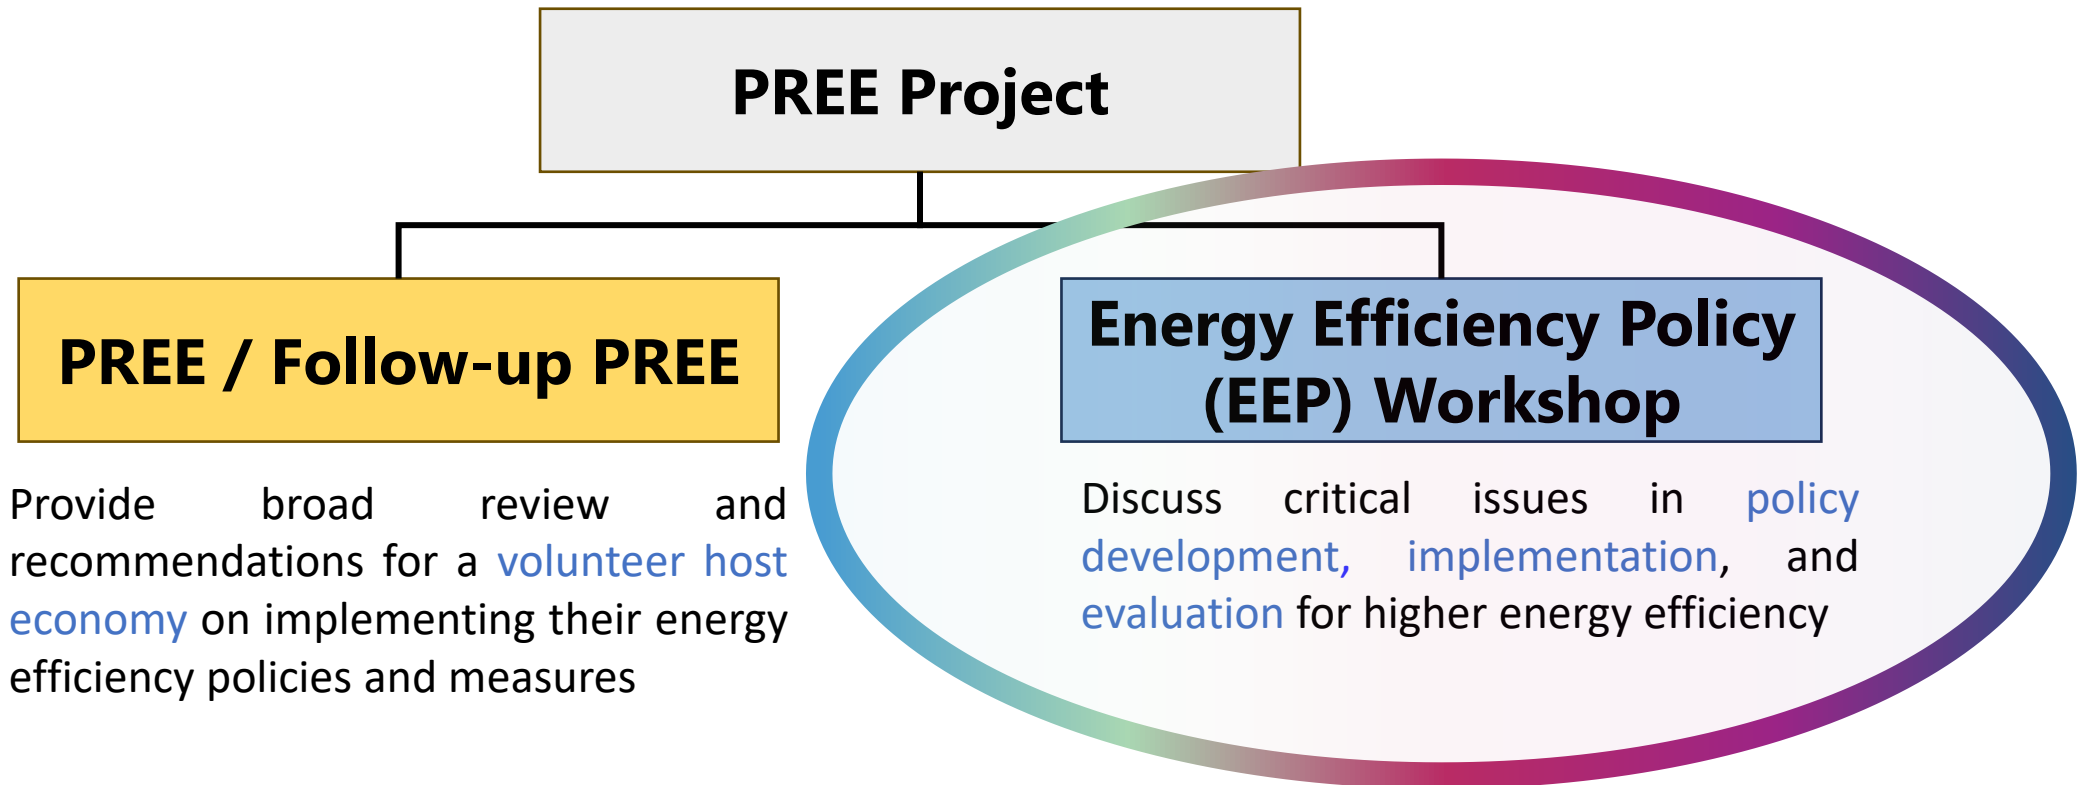 PREE Project
PREE / Follow-up PREE
Provide broad review and
recommendations for a volunteer host
economy on implementing their energy
efficiency policies and measures
Energy Efficiency Policy
(EEP) Workshop
Discuss critical issues in policy
development, implementation, and
evaluation for higher energy efficiency